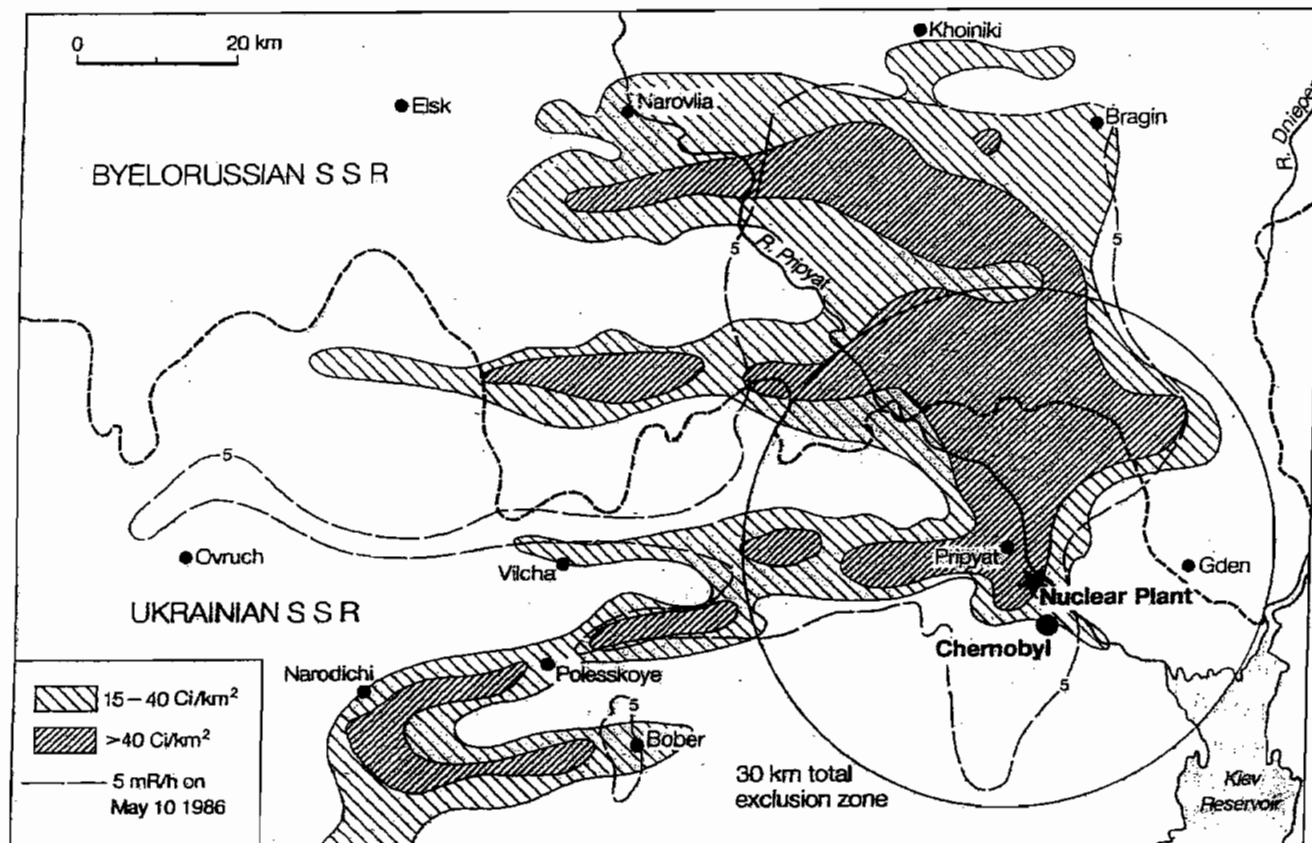 0 20 km
Khoiniki
Elsk
Narovlia
Bragin
R. Dnieper
BYELORUSSIAN S S R
5
5
R. Pripyat
5
Ovruch
Vilcha
Pripyat
Gden
Nuclear Plant
UKRAINIAN S S R
Chernobyl
Narodichi
Polesskoye
5
5
Bober
15-40 Ci/km²
>40 Ci/km²
5 mR/h on
May 10 1986
30 km total
exclusion zone
Kiev
Reservoir